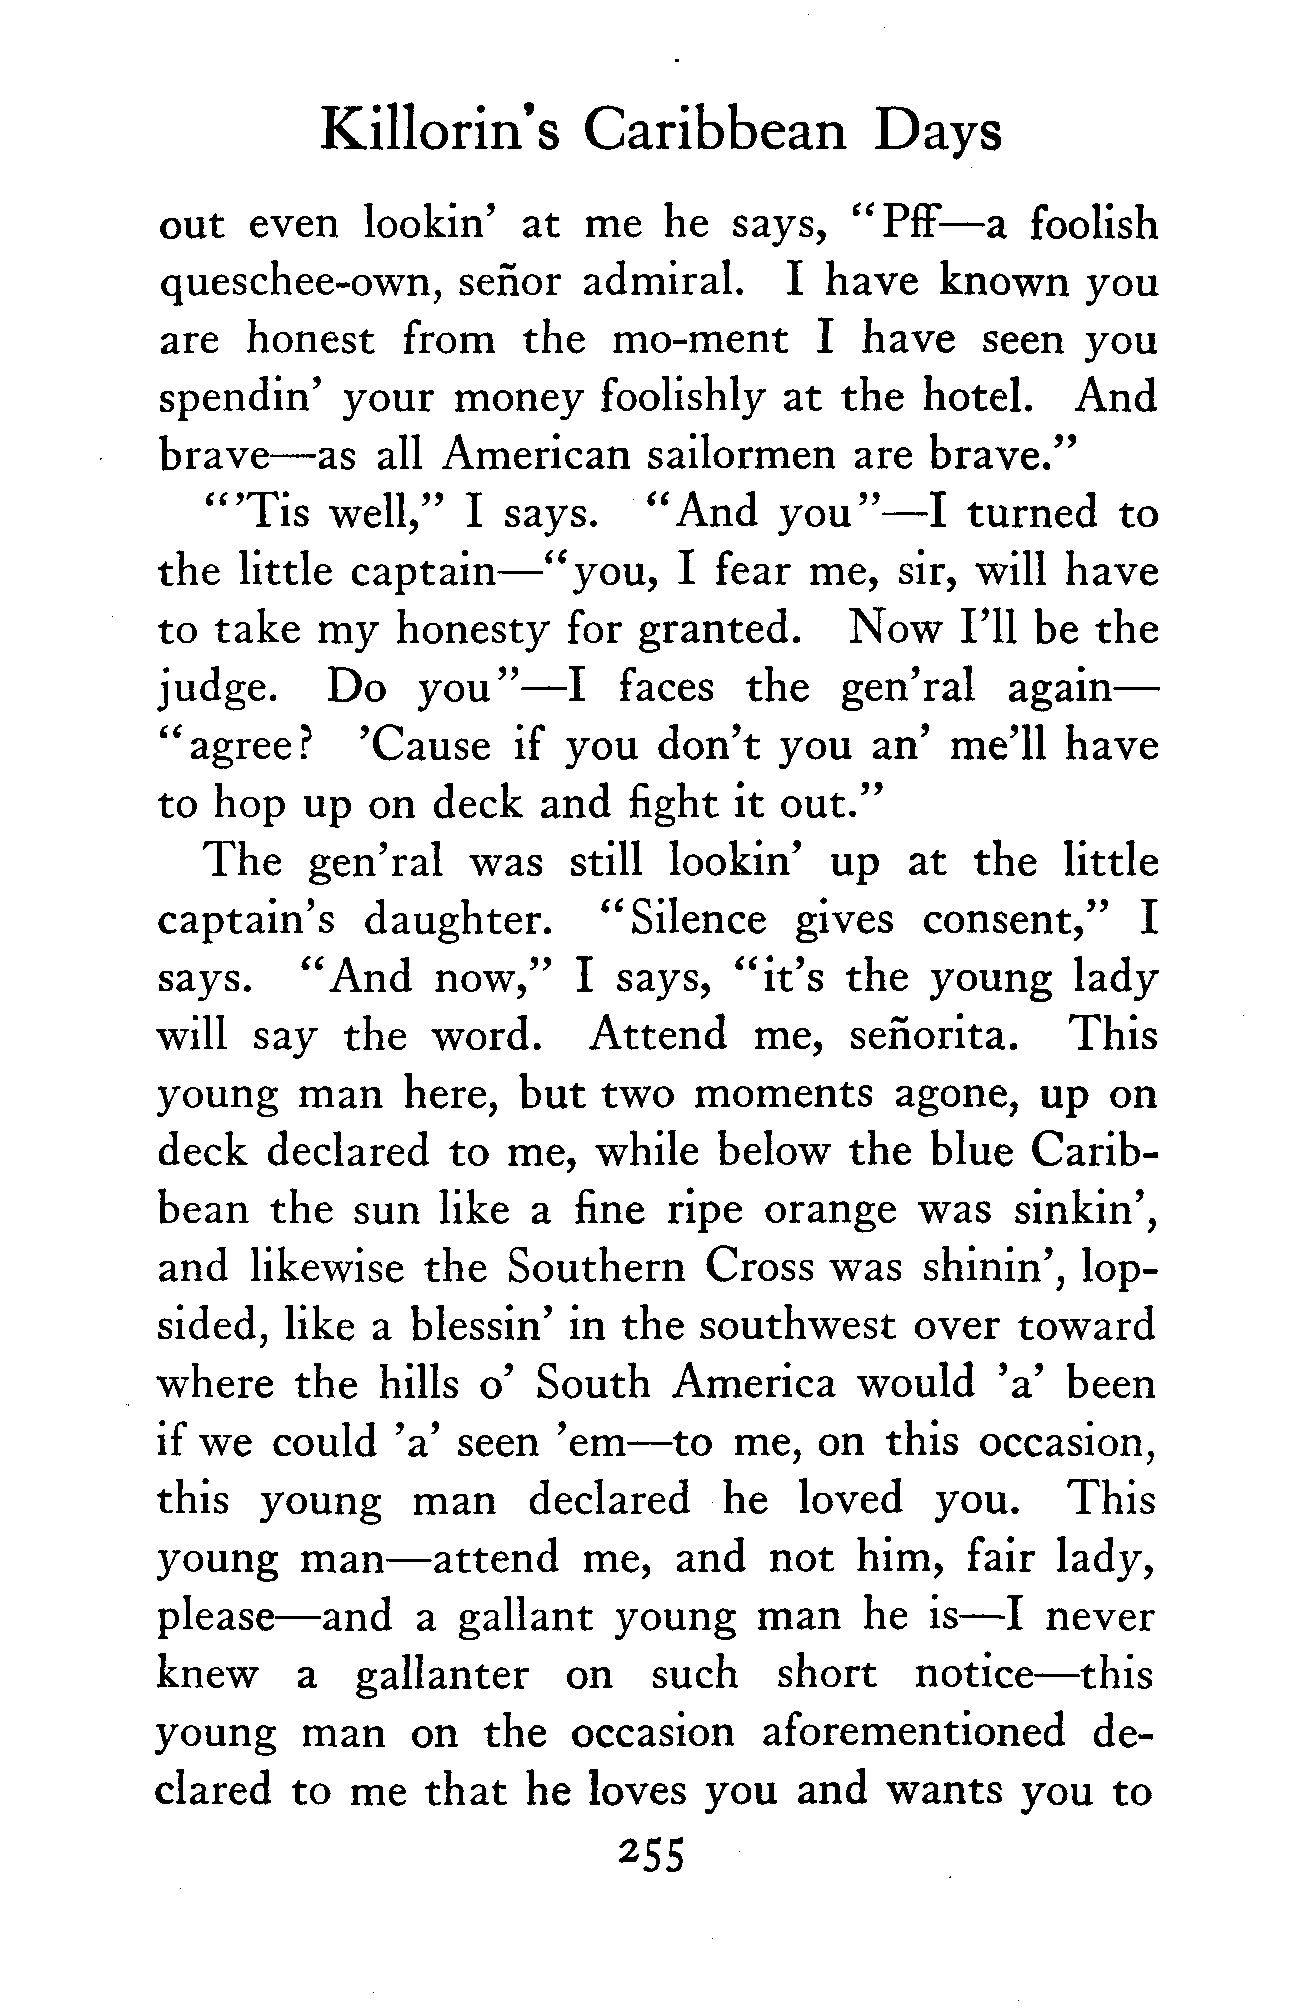 Killorin's Caribbean Days
out even lookin' at me he says, "Pff—a foolish
queschee-own, señor admiral. I have known you
are honest from the mo-ment I have seen you
spendin' your money foolishly at the hotel. And
brave—as all American sailormen are brave."
"'Tis well," I says. "And you"—I turned to
the little captain—"you, I fear me, sir, will have
to take my honesty for granted. Now I'll be the
judge. Do you"—I faces the gen'ral again—
"agree? 'Cause if you don't you an' me'll have
to hop up on deck and fight it out."
The gen'ral was still lookin' up at the little
captain's daughter. "Silence gives consent," I
says. "And now," I says, "it's the young lady
will say the word. Attend me, señorita. This
young man here, but two moments agone, up on
deck declared to me, while below the blue Carib-
bean the sun like a fine ripe orange was sinkin',
and likewise the Southern Cross was shinin', lop-
sided, like a blessin' in the southwest over toward
where the hills o' South America would 'a' been
if we could 'a' seen 'em—to me, on this occasion,
this young man declared he loved you. This
young man—attend me, and not him, fair lady,
please—and a gallant young man he is—I never
knew a gallanter on such short notice—this
young man on the occasion aforementioned de-
clared to me that he loves you and wants you to
255